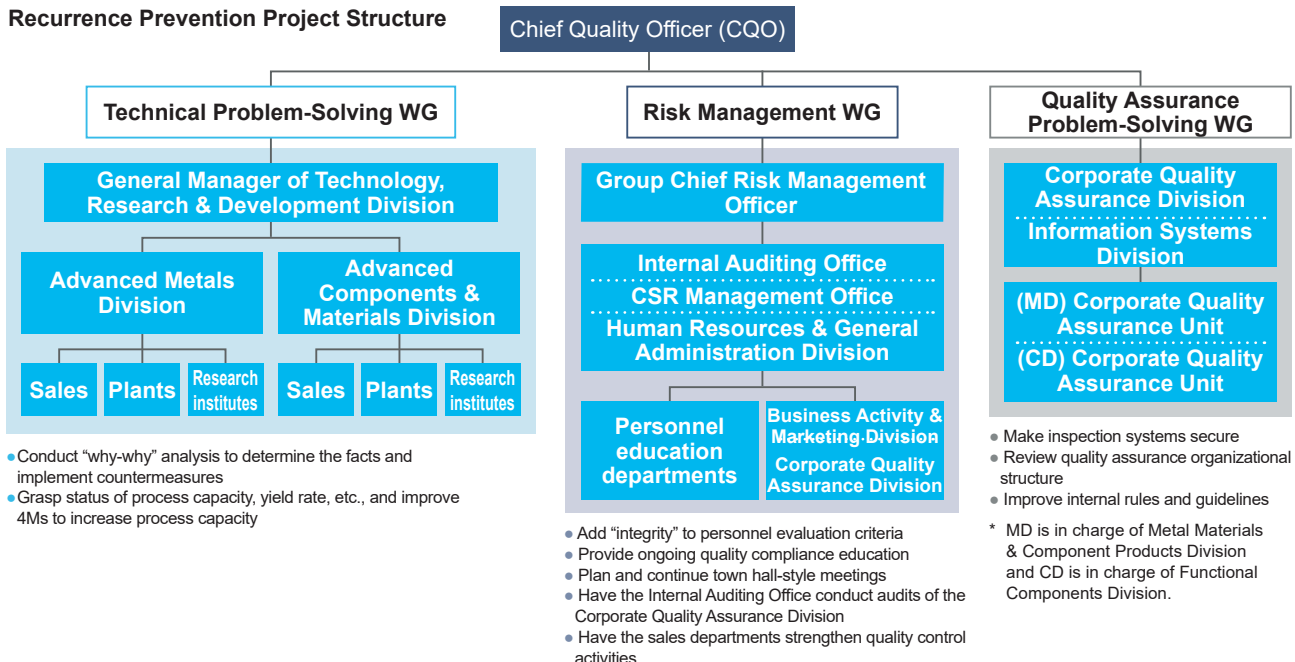 Recurrence Prevention Project Structure
Chief Quality Officer (CQO)
Technical Problem-Solving WG
General Manager of Technology,
Research & Development Division
Advanced Metals
Division
Advanced
Components &
Materials Division
Sales
Plants
Research
institutes
Sales
Plants
Research
institutes
●Conduct “why-why” analysis to determine the facts and
implement countermeasures
●Grasp status of process capacity, yield rate, etc., and improve
4Ms to increase process capacity
Risk Management WG
Group Chief Risk Management
Officer
Internal Auditing Office
CSR Management Office
Human Resources & General
Administration Division
Personnel
education
departments
Business Activity &
Marketing Division
Corporate Quality
Assurance Division
● Add “integrity” to personnel evaluation criteria
● Provide ongoing quality compliance education
● Plan and continue town hall-style meetings
● Have the Internal Auditing Office conduct audits of the
Corporate Quality Assurance Division
● Have the sales departments strengthen quality control
activities
Quality Assurance
Problem-Solving WG
Corporate Quality
Assurance Division
Information Systems
Division
(MD) Corporate Quality
Assurance Unit
(CD) Corporate Quality
Assurance Unit
● Make inspection systems secure
● Review quality assurance organizational
structure
● Improve internal rules and guidelines
* MD is in charge of Metal Materials
& Component Products Division
and CD is in charge of Functional
Components Division.